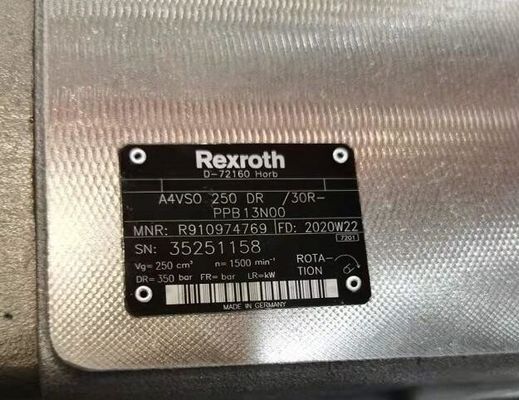 Rexroth
D-72160 Horb
A4VSO 250 DR /30R-
PPB13N00
MNR: R910974769 FD: 2020W22
7201
SN: 35251158
Vg= 250 cm³ n= 1500 min⁻¹ ROTA-
DR= 350 bar FR= bar LR=kW TION
MADE IN GERMANY